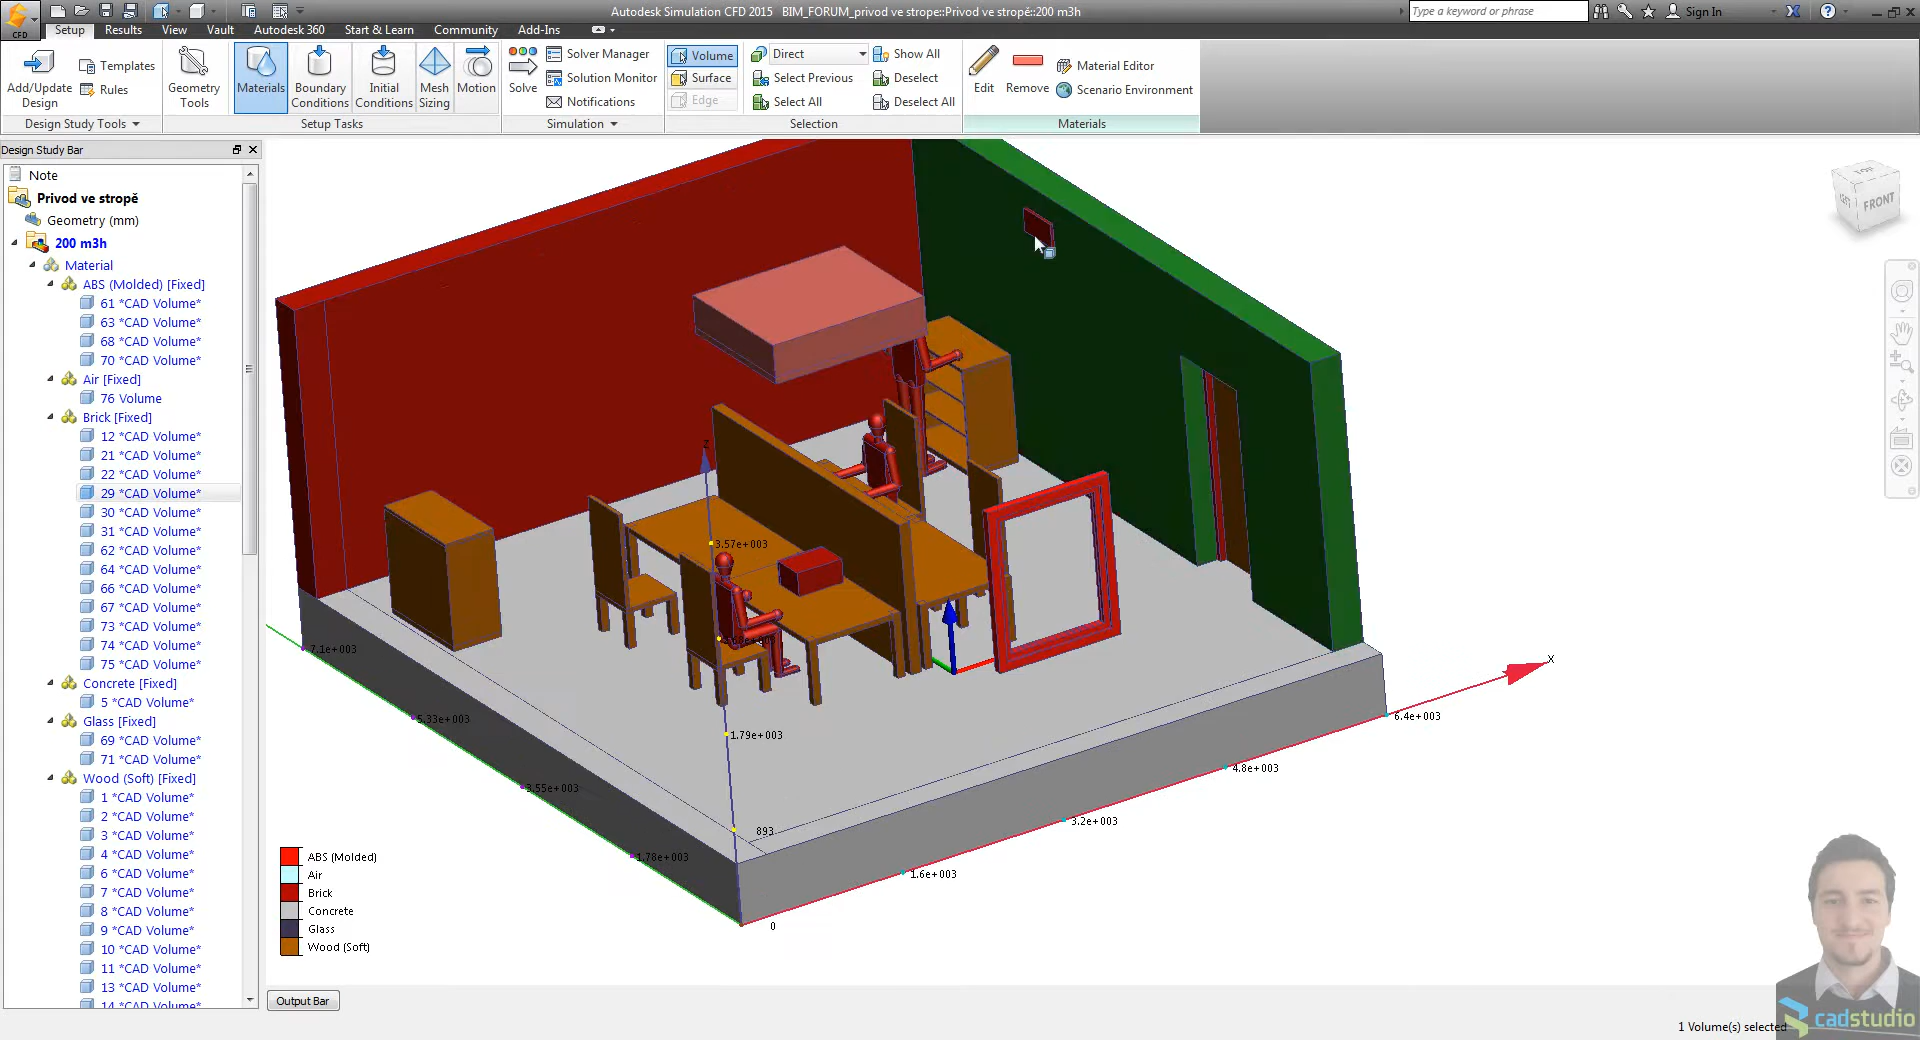 Autodesk Simulation CFD 2015 BIM_FORUM_privod ve strope::Privod ve stropě::200 m3h
Type a keyword or phrase
Sign In
CFD
Setup Results View Vault Autodesk 360 Start & Learn Community Add-Ins
Add/Update Design
Templates
Rules
Geometry Tools
Materials
Boundary Conditions
Initial Conditions
Mesh Sizing
Motion
Solve
Solver Manager
Solution Monitor
Notifications
Volume
Surface
Edge
Direct
Select Previous
Select All
Show All
Deselect
Deselect All
Edit
Remove
Material Editor
Scenario Environment
Design Study Tools
Setup Tasks
Simulation
Selection
Materials
Design Study Bar
Note
Privod ve stropě
Geometry (mm)
200 m3h
Material
ABS (Molded) [Fixed]
61 *CAD Volume*
63 *CAD Volume*
68 *CAD Volume*
70 *CAD Volume*
Air [Fixed]
76 Volume
Brick [Fixed]
12 *CAD Volume*
21 *CAD Volume*
22 *CAD Volume*
29 *CAD Volume*
30 *CAD Volume*
31 *CAD Volume*
62 *CAD Volume*
64 *CAD Volume*
66 *CAD Volume*
67 *CAD Volume*
73 *CAD Volume*
74 *CAD Volume*
75 *CAD Volume*
Concrete [Fixed]
5 *CAD Volume*
Glass [Fixed]
69 *CAD Volume*
71 *CAD Volume*
Wood (Soft) [Fixed]
1 *CAD Volume*
2 *CAD Volume*
3 *CAD Volume*
4 *CAD Volume*
6 *CAD Volume*
7 *CAD Volume*
8 *CAD Volume*
9 *CAD Volume*
10 *CAD Volume*
11 *CAD Volume*
13 *CAD Volume*
14 *CAD Volume*
TOP
LEFT
FRONT
Z
3.57e+003
1.79e+003
893
7.1e+003
5.33e+003
3.55e+003
1.78e+003
0
1.6e+003
3.2e+003
4.8e+003
6.4e+003
X
ABS (Molded)
Air
Brick
Concrete
Glass
Wood (Soft)
Output Bar
1 Volume(s) selected
cadstudio